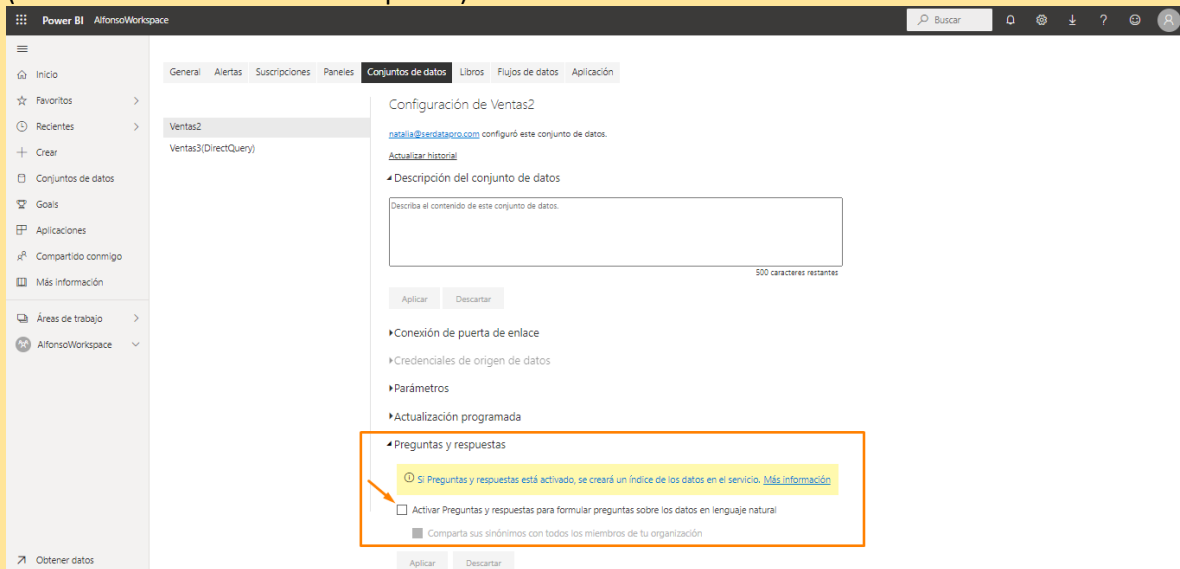 Power BI AlfonsoWorkspace
Buscar
?
Inicio
Favoritos
Recientes
Crear
Conjuntos de datos
Goals
Aplicaciones
Compartido conmigo
Más información
Áreas de trabajo
AlfonsoWorkspace
Obtener datos
General Alertas Suscripciones Paneles Conjuntos de datos Libros Flujos de datos Aplicación
Ventas2
Ventas3(DirectQuery)
Configuración de Ventas2
natalia@serdatapro.com configuró este conjunto de datos.
Actualizar historial
Descripción del conjunto de datos
Describa el contenido de este conjunto de datos.
500 caracteres restantes
Aplicar Descartar
Conexión de puerta de enlace
Credenciales de origen de datos
Parámetros
Actualización programada
Preguntas y respuestas
Si Preguntas y respuestas está activado, se creará un índice de los datos en el servicio. Más información
Activar Preguntas y respuestas para formular preguntas sobre los datos en lenguaje natural
Comparta sus sinónimos con todos los miembros de tu organización
Aplicar Descartar